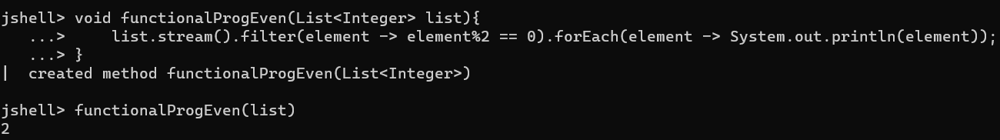 jshell> void functionalProgEven(List<Integer> list){
   ...>     list.stream().filter(element -> element%2 == 0).forEach(element -> System.out.println(element));
   ...> }
|  created method functionalProgEven(List<Integer>)

jshell> functionalProgEven(list)
2